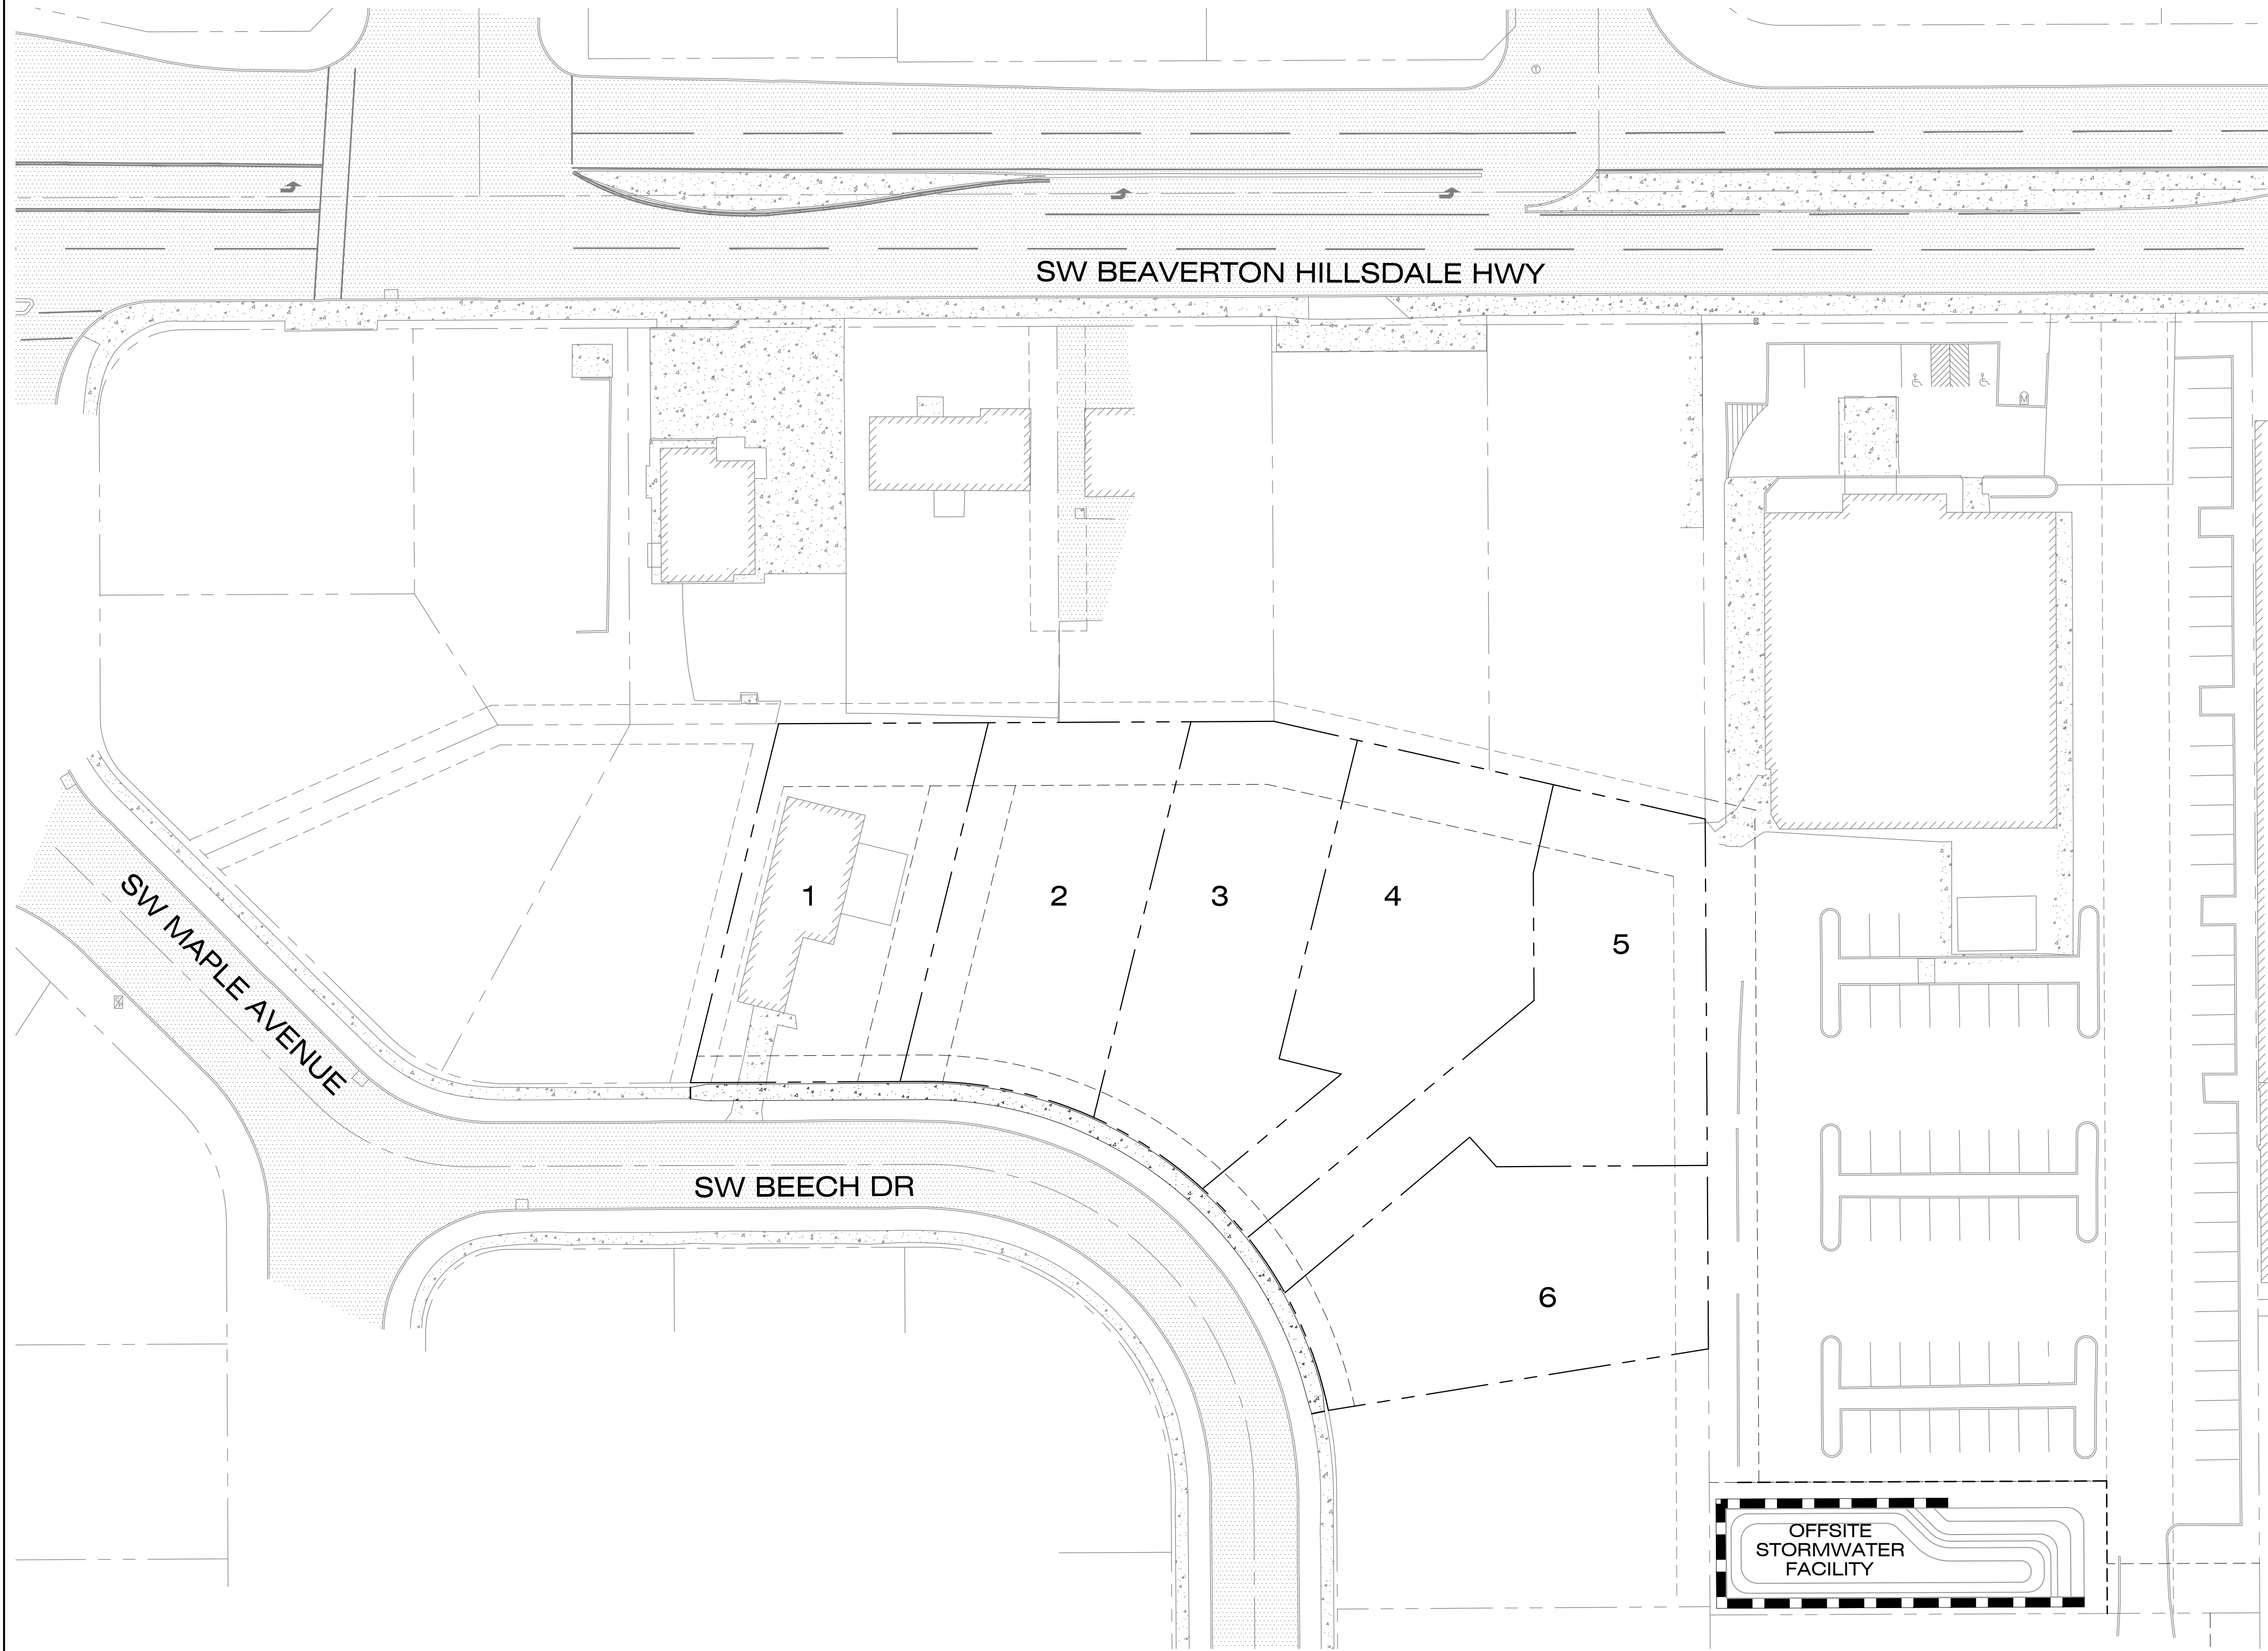 SW BEAVERTON HILLSDALE HWY
M
1
2
3
4
5
SW MAPLE AVENUE
SW BEECH DR
6
OFFSITE
STORMWATER
FACILITY